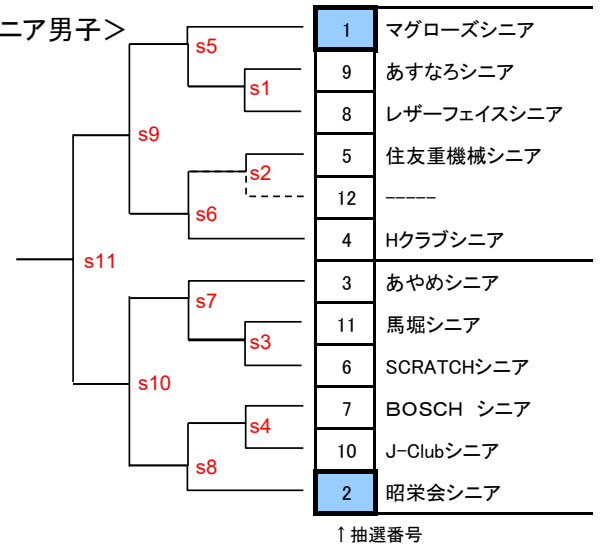 ニア男子＞
1 マグローズシニア
s5
9 あすなろシニア
s1
8 レザーフェイスシニア
s9
5 住友重機械シニア
s2
12 -----
s6
4 Hクラブシニア
s11
3 あやめシニア
s7
11 馬堀シニア
s3
6 SCRATCHシニア
s10
7 ＢＯＳＣＨ　シニア
s4
10 J-Clubシニア
s8
2 昭栄会シニア
↑抽選番号